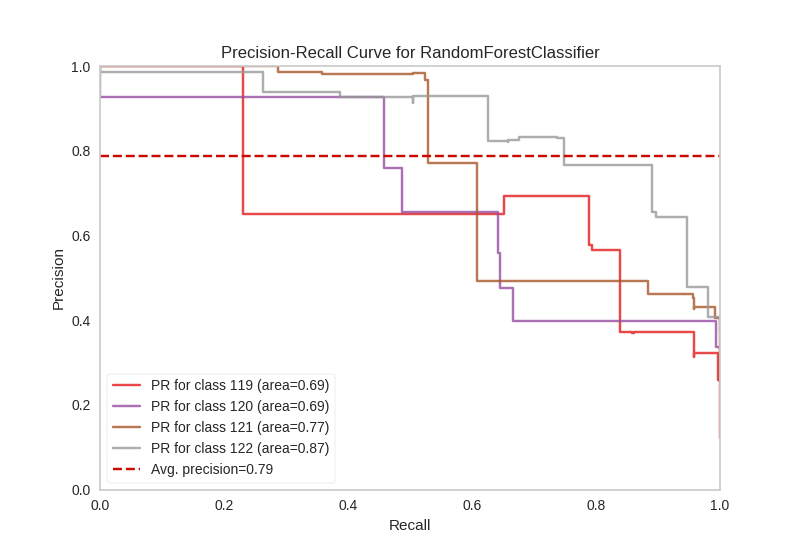 Precision-Recall Curve for RandomForestClassifier
1.0
0.8
0.6
0.4
0.2
0.0
Precision
PR for class 119 (area=0.69)
PR for class 120 (area=0.69)
PR for class 121 (area=0.77)
PR for class 122 (area=0.87)
Avg. precision=0.79
0.0 0.2 0.4 0.6 0.8 1.0
Recall